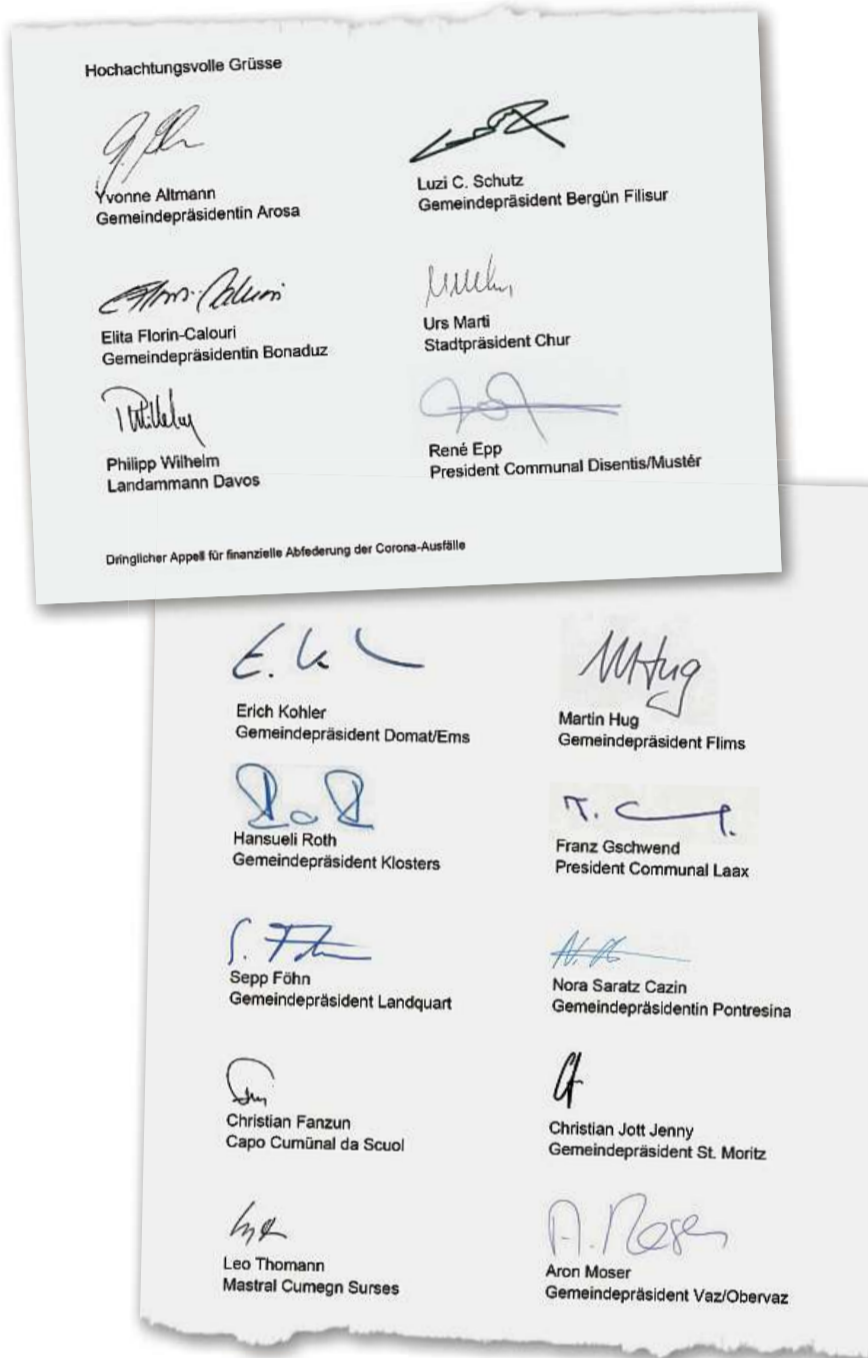 Hochachtungsvolle Grüsse
Yvonne Altmann
Gemeindepräsidentin Arosa
Luzi C. Schutz
Gemeindepräsident Bergün Filisur
Elita Florin-Calouri
Gemeindepräsidentin Bonaduz
Urs Marti
Stadtpräsident Chur
Philipp Wilhelm
Landammann Davos
René Epp
President Communal Disentis/Mustér
Dringlicher Appell für finanzielle Abfederung der Corona-Ausfälle
Erich Kohler
Gemeindepräsident Domat/Ems
MHug
Martin Hug
Gemeindepräsident Flims
Hansueli Roth
Gemeindepräsident Klosters
Franz Gschwend
President Communal Laax
Sepp Föhn
Gemeindepräsident Landquart
Nora Saratz Cazin
Gemeindepräsidentin Pontresina
Christian Fanzun
Capo Cumünal da Scuol
Christian Jott Jenny
Gemeindepräsident St. Moritz
Leo Thomann
Mastral Cumegn Surses
A. Moser
Aron Moser
Gemeindepräsident Vaz/Obervaz